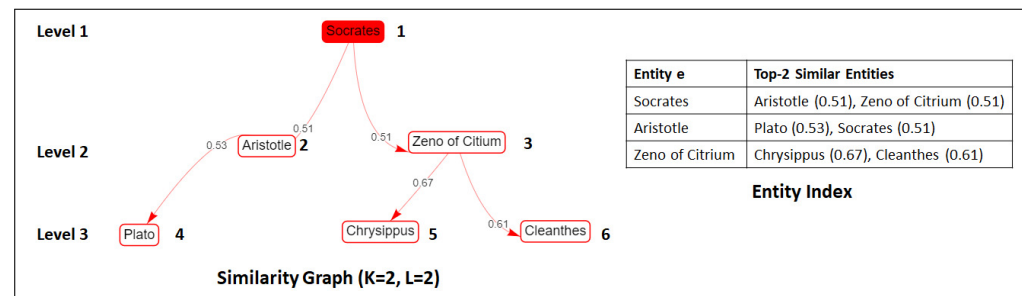 Level 1
Socrates 1
0.51
0.51
Level 2
Aristotle 2
Zeno of Citium 3
0.53
0.67
0.61
Level 3
Plato 4
Chrysippus 5
Cleanthes 6
Similarity Graph (K=2, L=2)
Entity e Top-2 Similar Entities
Socrates Aristotle (0.51), Zeno of Citrium (0.51)
Aristotle Plato (0.53), Socrates (0.51)
Zeno of Citrium Chrysippus (0.67), Cleanthes (0.61)
Entity Index